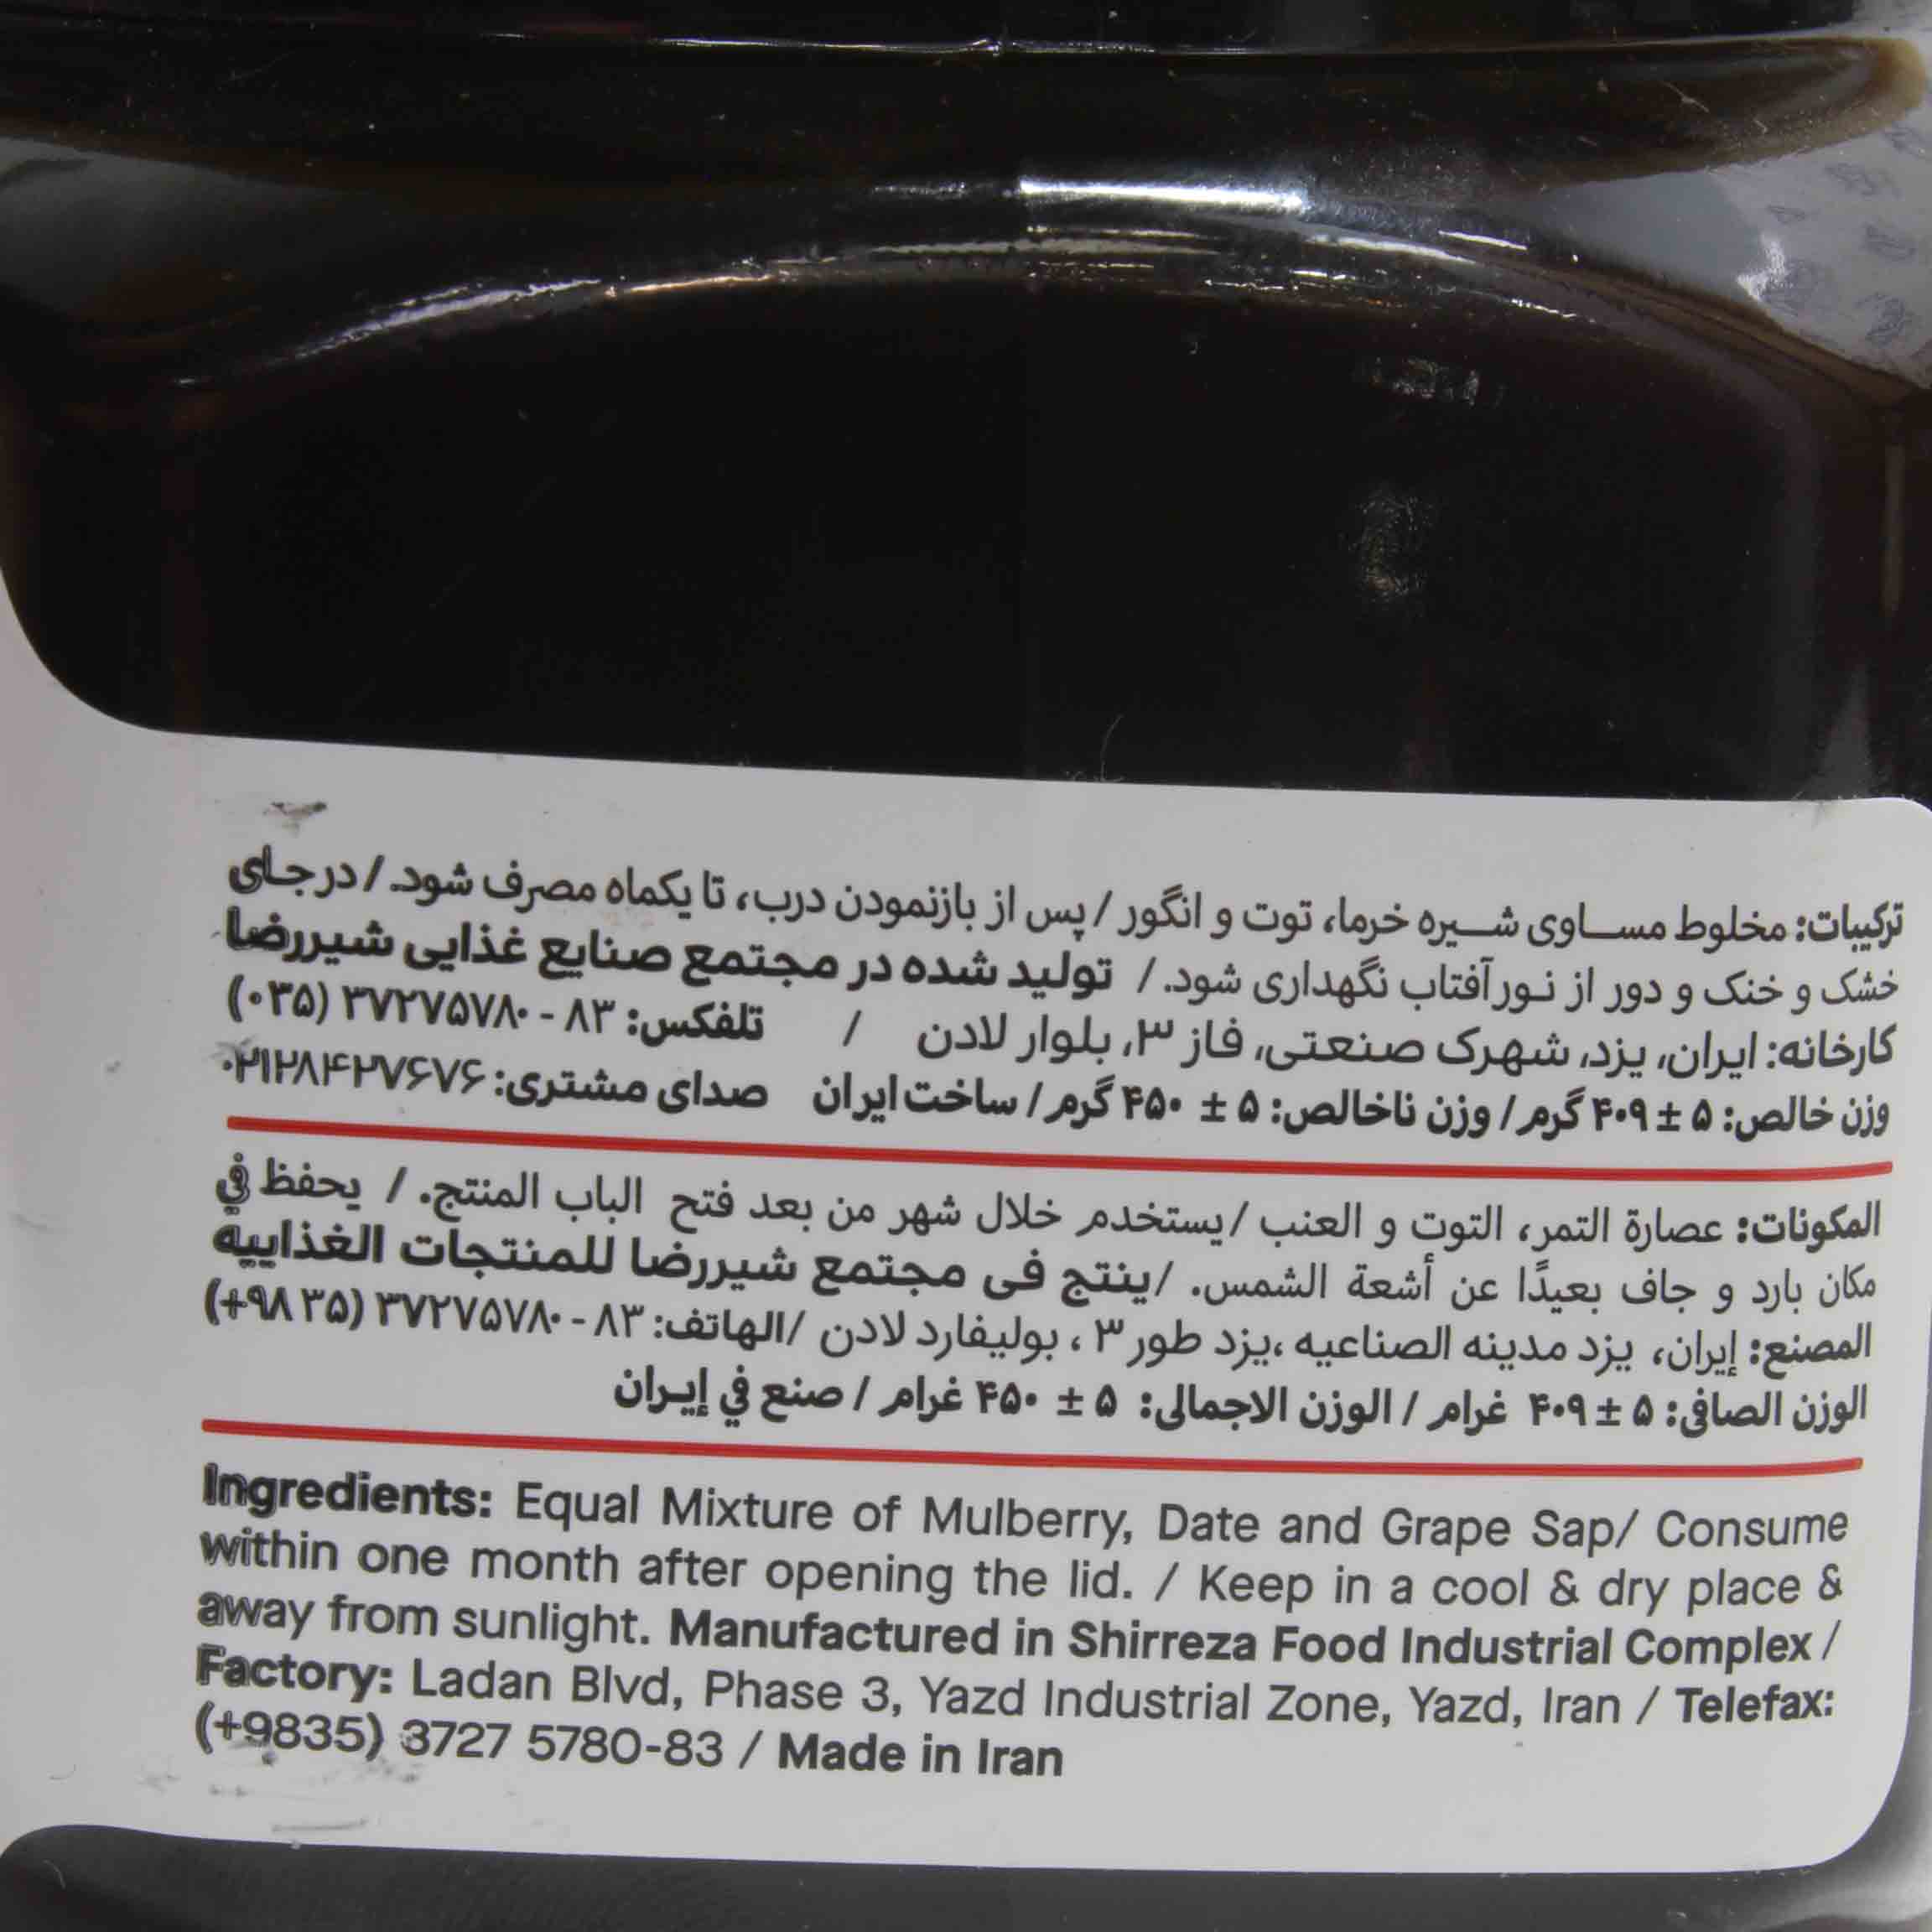 ترکیبات: مخلوط مساوی شیره خرما، توت و انگور / پس از بازنمودن درب، تا یکماه مصرف شود. / در جای
خشک و خنک و دور از نور آفتاب نگهداری شود. / تولید شده در مجتمع صنایع غذایی شیررضا
کارخانه: ایران، یزد، شهرک صنعتی، فاز ۳، بلوار لادن / تلفکس: ۸۳ - ۳۷۲۷۵۷۸۰ (۰۳۵)
وزن خالص: ۵ ± ۴۰۹ گرم / وزن ناخالص: ۵ ± ۴۵۰ گرم / ساخت ایران صدای مشتری: ۰۲۱۲۸۴۲۷۶۷۶
المکونات: عصارة التمر، التوت و العنب / یستخدم خلال شهر من بعد فتح الباب المنتج. / یحفظ في
مکان بارد و جاف بعیدًا عن أشعة الشمس. / ینتج فی مجتمع شیررضا للمنتجات الغذاییه
المصنع: إیران، یزد مدینه الصناعیه ،یزد طور ۳ ، بولیفارد لادن /الهاتف: ۸۳ - ۳۷۲۷۵۷۸۰ (۳۵ ۹۸+)
الوزن الصافي: ۵ ± ۴۰۹ غرام / الوزن الاجمالی: ۵ ± ۴۵۰ غرام / صنع في إیـران
Ingredients: Equal Mixture of Mulberry, Date and Grape Sap/ Consume
within one month after opening the lid. / Keep in a cool & dry place &
away from sunlight. Manufactured in Shirreza Food Industrial Complex /
Factory: Ladan Blvd, Phase 3, Yazd Industrial Zone, Yazd, Iran / Telefax:
(+9835) 3727 5780-83 / Made in Iran